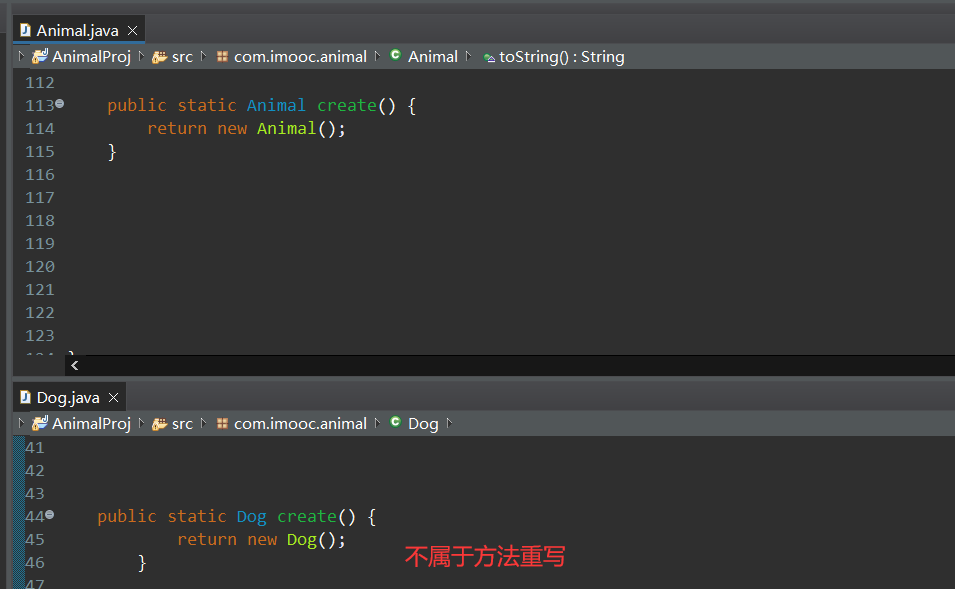 Animal.java
AnimalProj src com.imooc.animal Animal toString() : String
112
113 public static Animal create() {
114 return new Animal();
115 }
116
117
118
119
120
121
122
123
Dog.java
AnimalProj src com.imooc.animal Dog
41
42
43
44 public static Dog create() {
45 return new Dog();
46 }
不属于方法重写
47